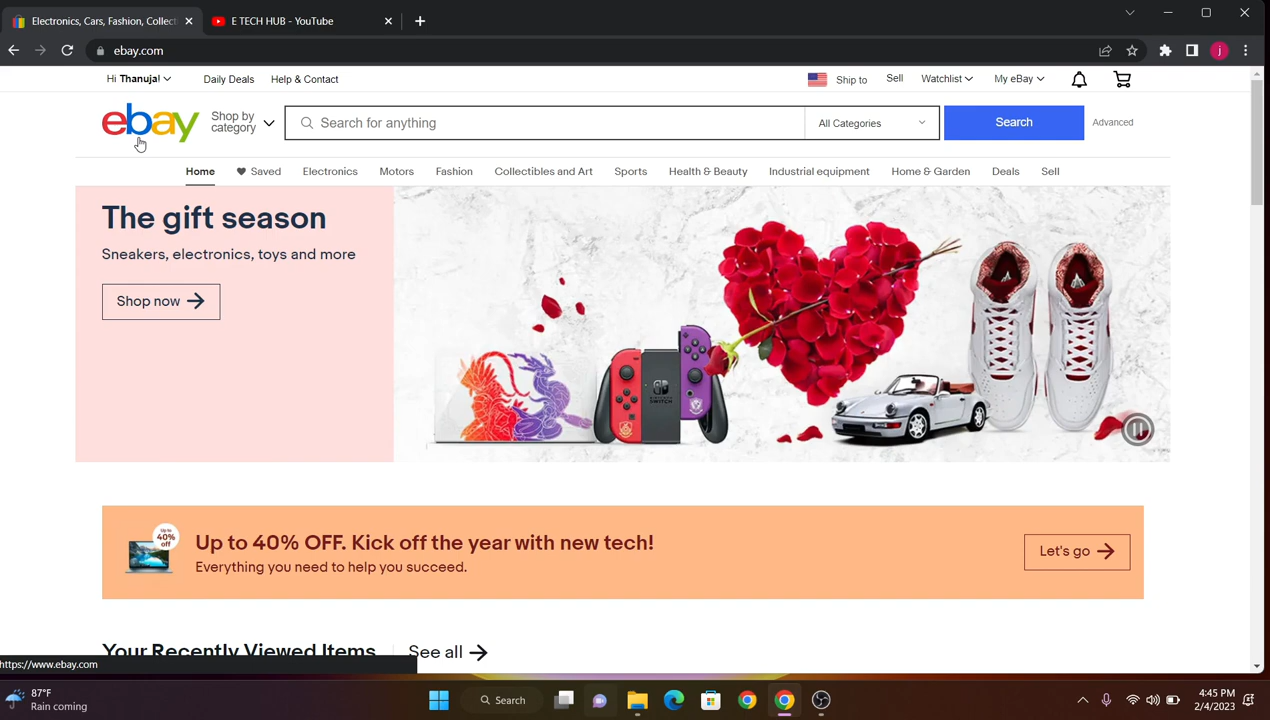 Electronics, Cars, Fashion, Collecti
E TECH HUB - YouTube
ebay.com
j
Hi Thanuja!
Daily Deals
Help & Contact
Ship to
Sell
Watchlist
My eBay
ebay
Shop by category
Search for anything
All Categories
Search
Advanced
Home
Saved
Electronics
Motors
Fashion
Collectibles and Art
Sports
Health & Beauty
Industrial equipment
Home & Garden
Deals
Sell
The gift season
Sneakers, electronics, toys and more
Shop now
Up to
40%
off
Up to 40% OFF. Kick off the year with new tech!
Everything you need to help you succeed.
Let's go
Your Recently Viewed Items
See all
https://www.ebay.com
87°F
Rain coming
Search
4:45 PM
2/4/2023